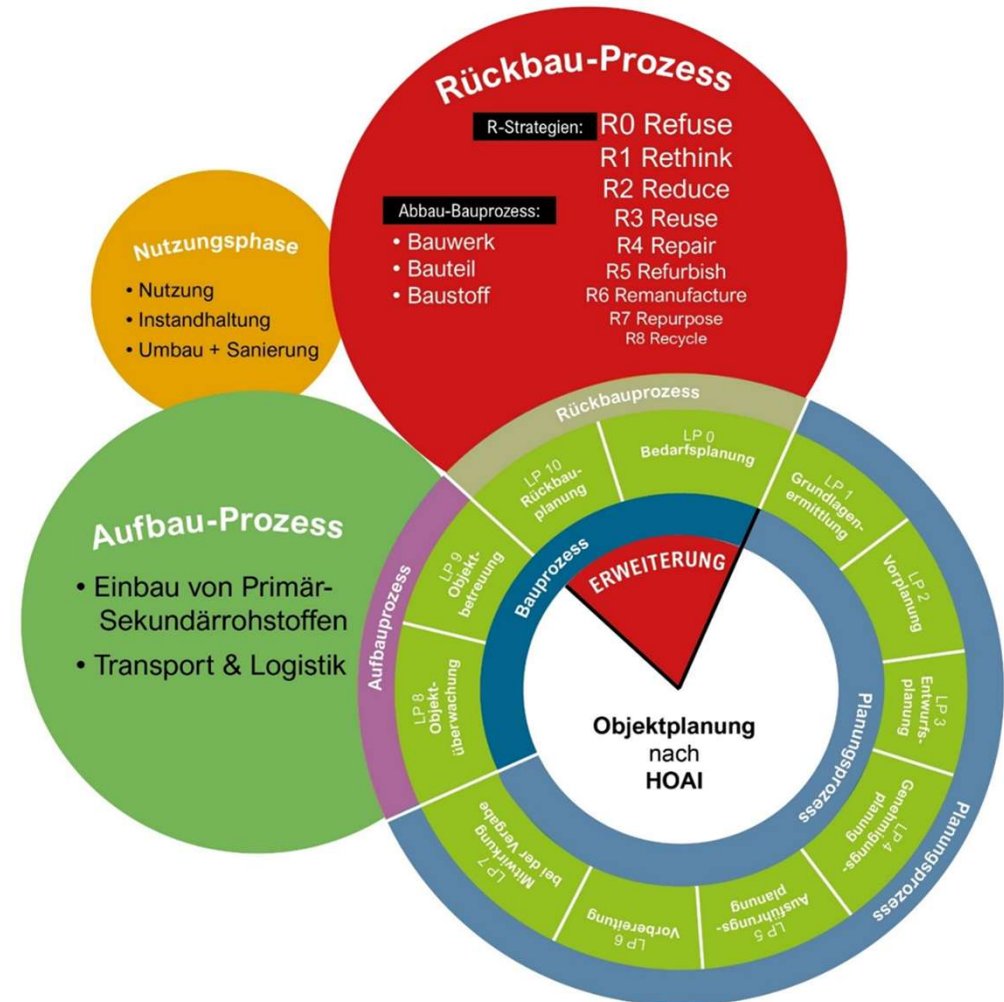 Rückbau-Prozess
R-Strategien:
R0 Refuse
R1 Rethink
R2 Reduce
R3 Reuse
R4 Repair
R5 Refurbish
R6 Remanufacture
R7 Repurpose
R8 Recycle
Abbau-Bauprozess:
• Bauwerk
• Bauteil
• Baustoff
Nutzungsphase
• Nutzung
• Instandhaltung
• Umbau + Sanierung
Aufbau-Prozess
• Einbau von Primär-
Sekundärrohstoffen
• Transport & Logistik
Rückbauprozess
LP 0
Bedarfsplanung
LP 1
Grundlagen-
ermittlung
LP 2
Vorplanung
LP 3
Entwurfs-
planung
LP 4
Genehmigungs-
planung
LP 5
Ausführungs-
planung
LP 6
Vorbereitung
LP 7
Mitwirkung
bei der Vergabe
LP 8
Objekt-
überwachung
LP 9
Objekt-
betreuung
LP 10
Rückbau-
planung
Aufbauprozess
Planungsprozess
Bauprozess
Planungsprozess
ERWEITERUNG
Objektplanung
nach
HOAI